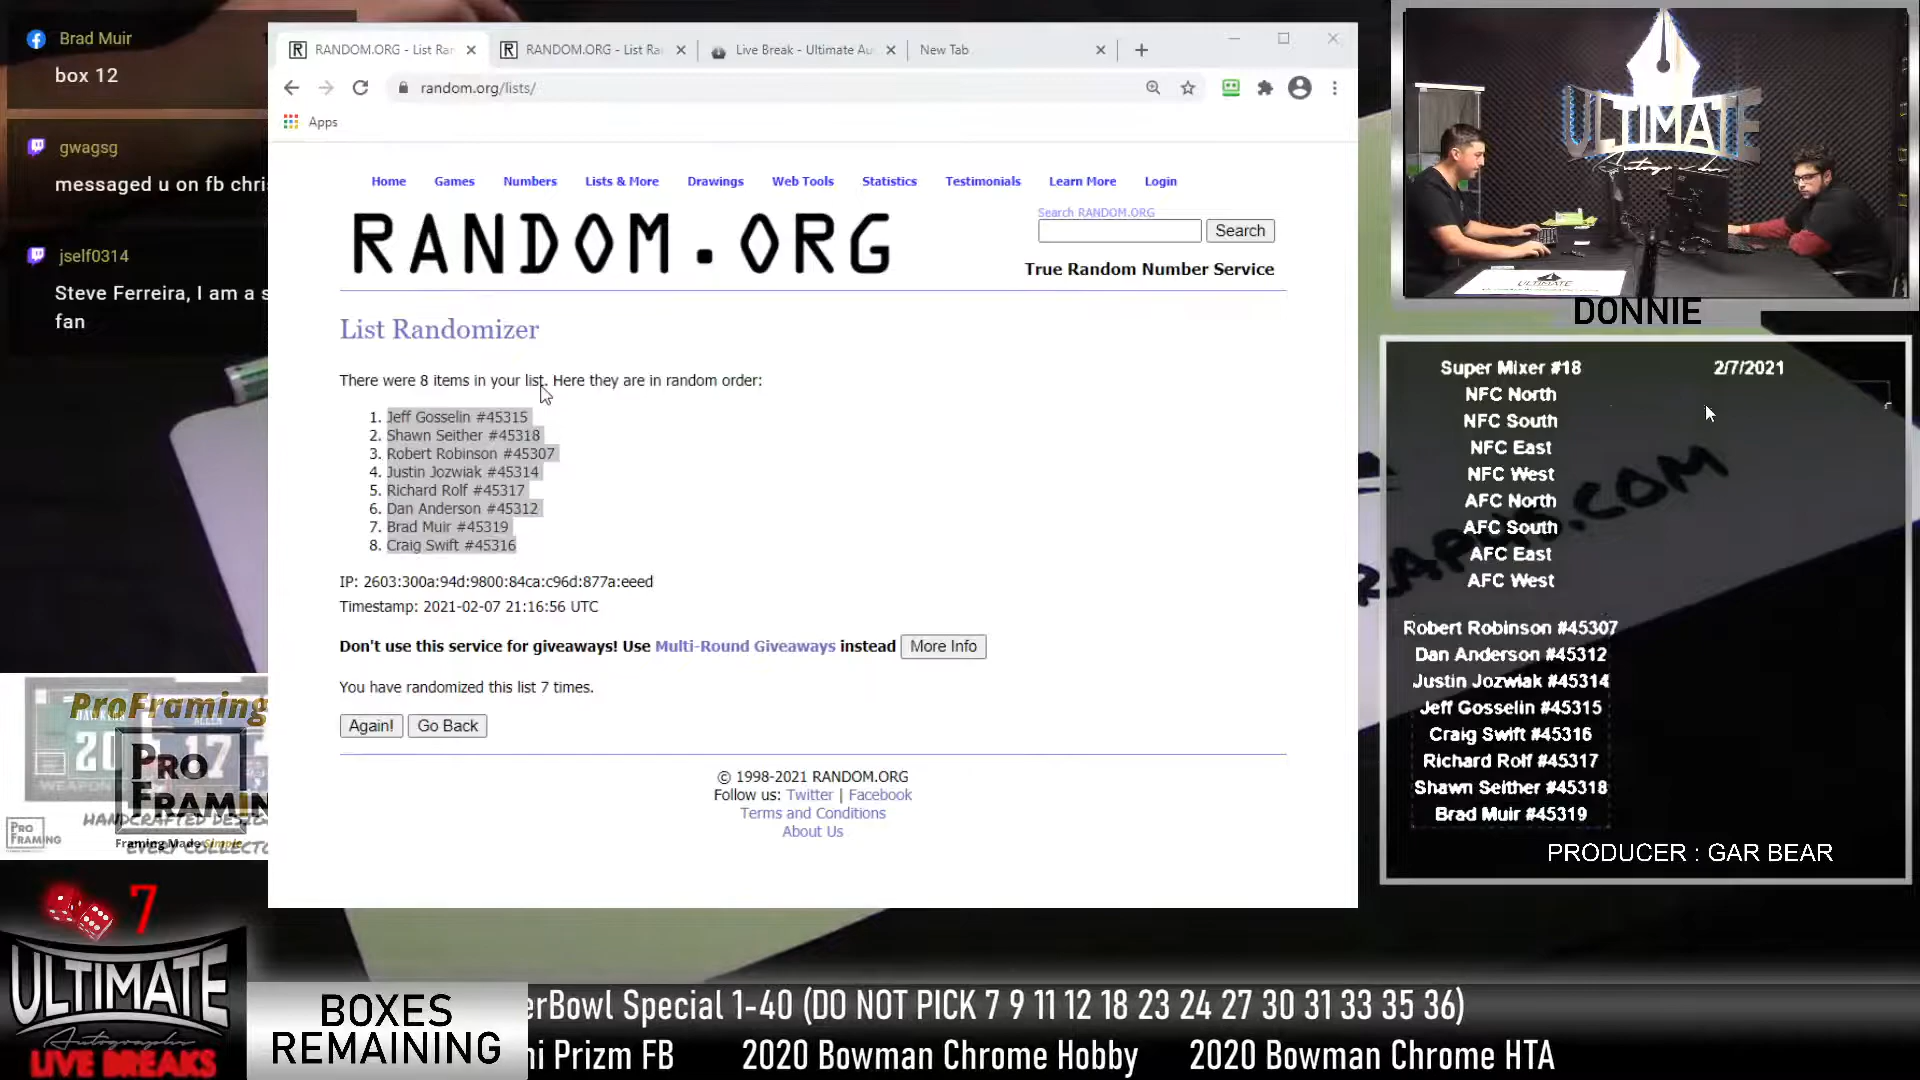 Brad Muir
box 12
gwagsg
messaged u on fb chris
jself0314
Steve Ferreira, I am a s
fan
RANDOM.ORG - List Ran
RANDOM.ORG - List Ra
Live Break - Ultimate Au
New Tab
random.org/lists/
Apps
Home
Games
Numbers
Lists & More
Drawings
Web Tools
Statistics
Testimonials
Learn More
Login
RANDOM.ORG
Search RANDOM.ORG
Search
True Random Number Service
List Randomizer
There were 8 items in your list. Here they are in random order:
1. Jeff Gosselin #45315
2. Shawn Seither #45318
3. Robert Robinson #45307
4. Justin Jozwiak #45314
5. Richard Rolf #45317
6. Dan Anderson #45312
7. Brad Muir #45319
8. Craig Swift #45316
IP: 2603:300a:94d:9800:84ca:c96d:877a:eeed
Timestamp: 2021-02-07 21:16:56 UTC
Don't use this service for giveaways! Use Multi-Round Giveaways instead More Info
You have randomized this list 7 times.
Again! Go Back
© 1998-2021 RANDOM.ORG
Follow us: Twitter | Facebook
Terms and Conditions
About Us
ULTIMATE
DONNIE
Super Mixer #18 2/7/2021
NFC North
NFC South
NFC East
NFC West
AFC North
AFC South
AFC East
AFC West
Robert Robinson #45307
Dan Anderson #45312
Justin Jozwiak #45314
Jeff Gosselin #45315
Craig Swift #45316
Richard Rolf #45317
Shawn Seither #45318
Brad Muir #45319
PRODUCER : GAR BEAR
ProFraming
20
17
PRO
FRAMING
PRO
FRAMING
HANDCRAFTED
Framing Made Simple
EVERY
7
ULTIMATE
Autographs
LIVE BREAKS
BOXES
REMAINING
erBowl Special 1-40 (DO NOT PICK 7 9 11 12 18 23 24 27 30 31 33 35 36)
ni Prizm FB 2020 Bowman Chrome Hobby 2020 Bowman Chrome HTA